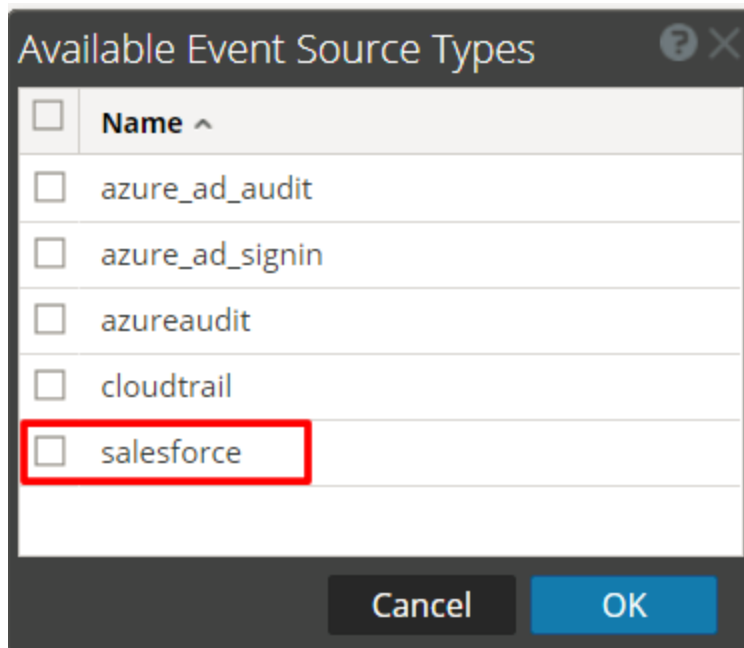 Available Event Source Types
Name
azure_ad_audit
azure_ad_signin
azureaudit
cloudtrail
salesforce
Cancel OK